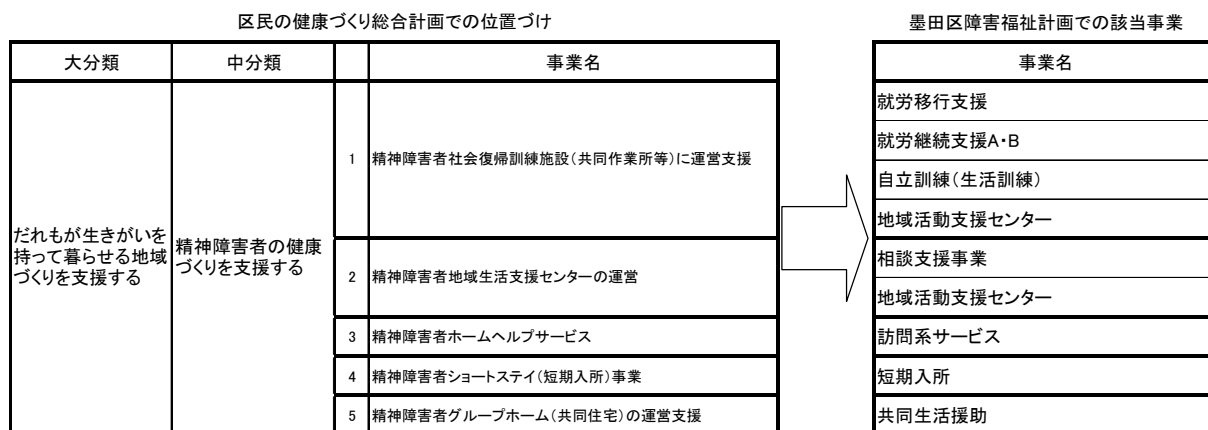 区民の健康づくり総合計画での位置づけ
墨田区障害福祉計画での該当事業
大分類
中分類
事業名
事業名
だれもが生きがいを
持って暮らせる地域
づくりを支援する
精神障害者の健康
づくりを支援する
1 精神障害者社会復帰訓練施設(共同作業所等)に運営支援
2 精神障害者地域生活支援センターの運営
3 精神障害者ホームヘルプサービス
4 精神障害者ショートステイ(短期入所)事業
5 精神障害者グループホーム(共同住宅)の運営支援
就労移行支援
就労継続支援A・B
自立訓練(生活訓練)
地域活動支援センター
相談支援事業
地域活動支援センター
訪問系サービス
短期入所
共同生活援助